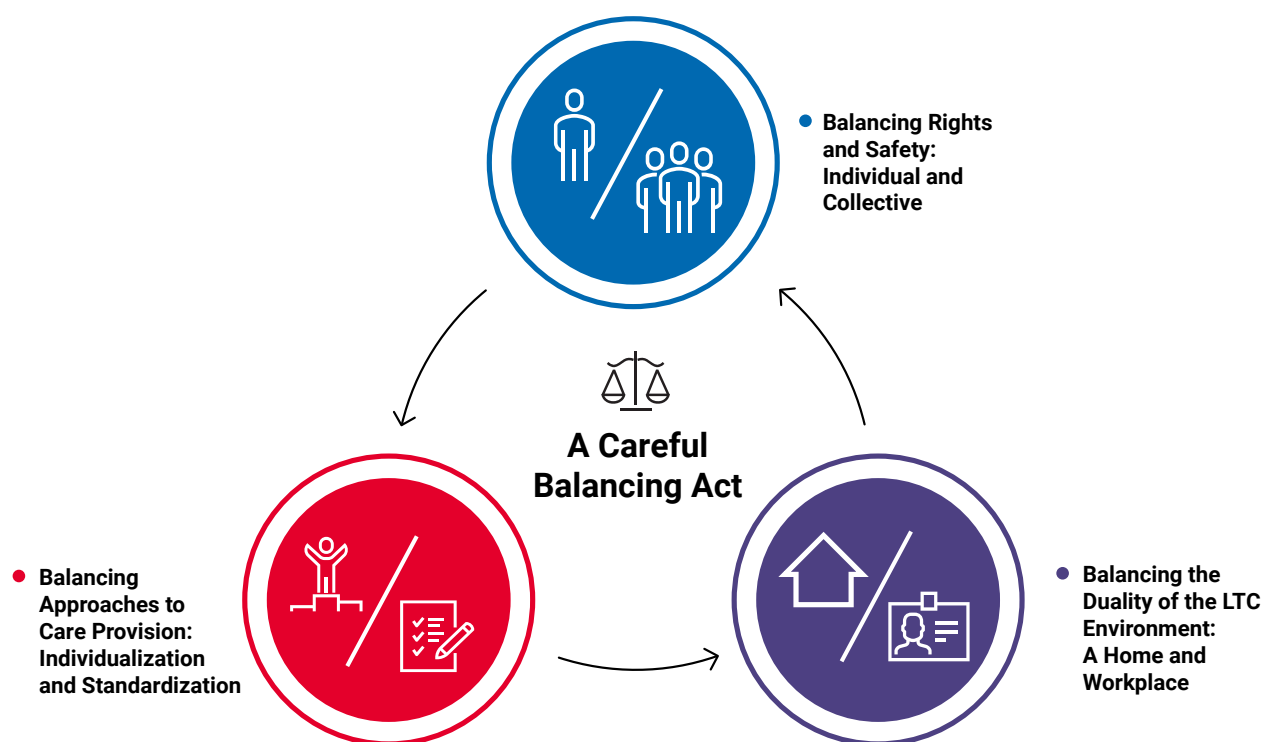 Balancing Rights
and Safety:
Individual and
Collective
A Careful
Balancing Act
Balancing
Approaches to
Care Provision:
Individualization
and Standardization
Balancing the
Duality of the LTC
Environment:
A Home and
Workplace